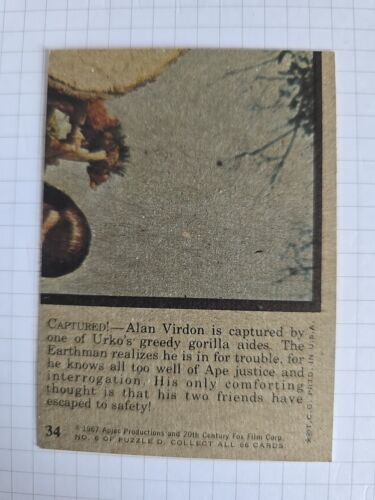 CAPTURED!—Alan Virdon is captured by
one of Urko's greedy gorilla aides. The
Earthman realizes he is in for trouble, for
he knows all too well of Ape justice and
interrogation. His only comforting
thought is that his two friends have
escaped to safety!
34
© 1967 Apjac Productions and 20th Century Fox Film Corp.
NO. 6 OF PUZZLE D. COLLECT ALL 66 CARDS.
©T.C.G. PRTD. IN U.S.A.